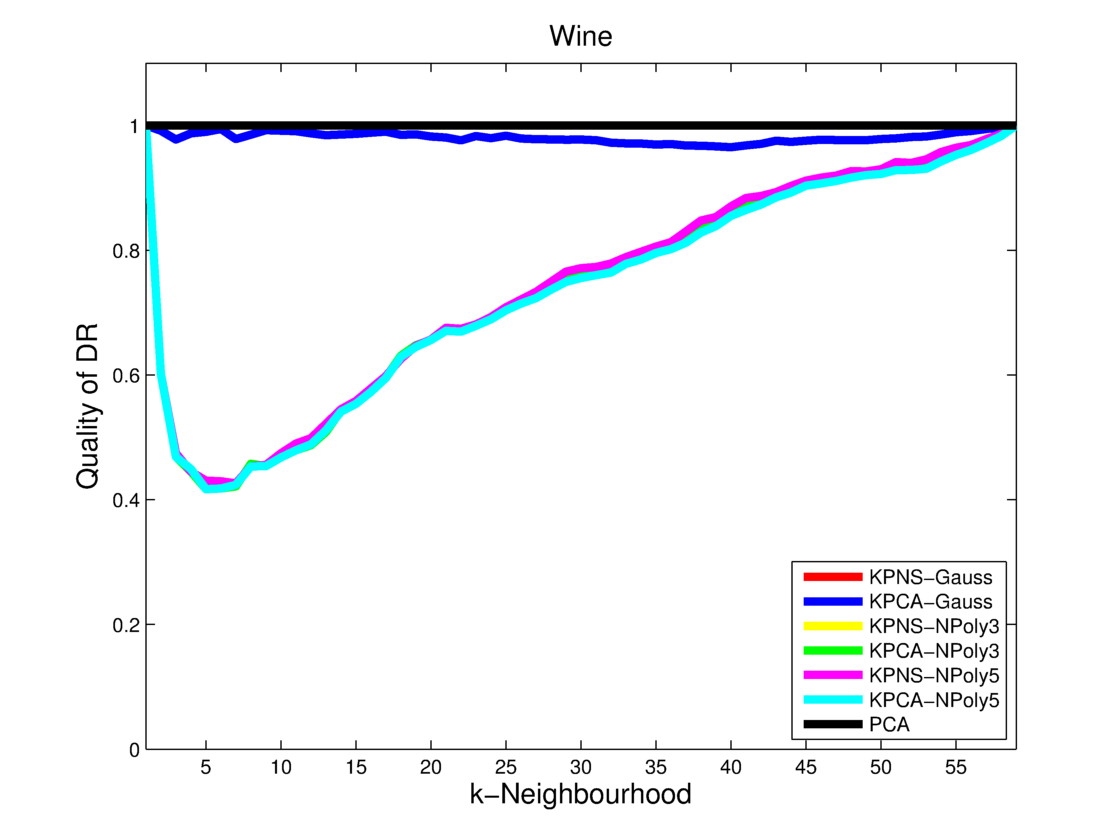 Wine
Quality of DR
1
0.8
0.6
0.4
0.2
0
5 10 15 20 25 30 35 40 45 50 55
k−Neighbourhood
KPNS−Gauss
KPCA−Gauss
KPNS−NPoly3
KPCA−NPoly3
KPNS−NPoly5
KPCA−NPoly5
PCA